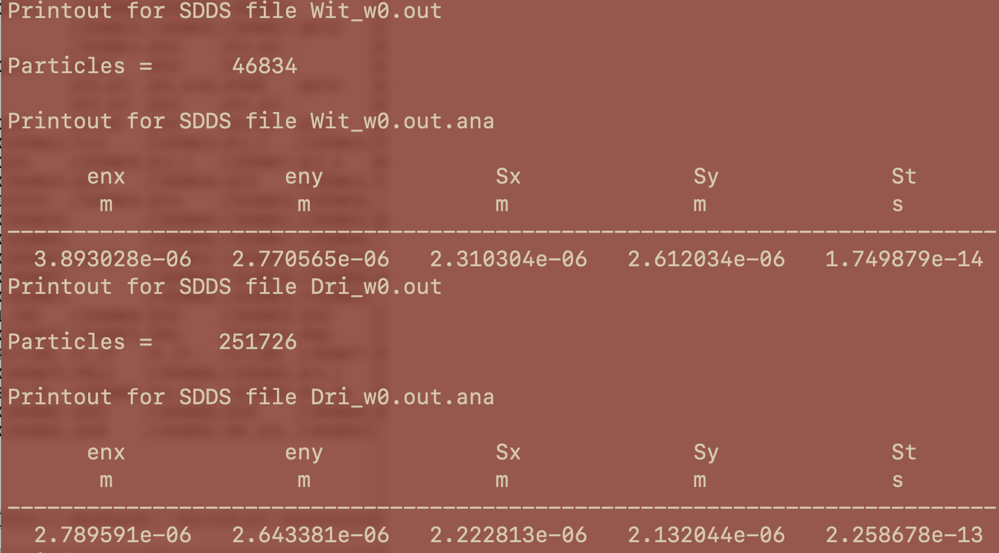 Printout for SDDS file Wit_w0.out
Particles =      46834
Printout for SDDS file Wit_w0.out.ana
enx eny Sx Sy St
m m m m s
---------------------------------------------------------------------------
3.893028e-06 2.770565e-06 2.310304e-06 2.612034e-06 1.749879e-14
Printout for SDDS file Dri_w0.out
Particles =     251726
Printout for SDDS file Dri_w0.out.ana
enx eny Sx Sy St
m m m m s
---------------------------------------------------------------------------
2.789591e-06 2.643381e-06 2.222813e-06 2.132044e-06 2.258678e-13